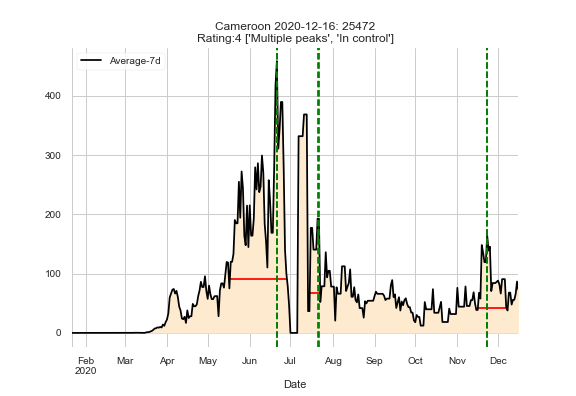 Cameroon 2020-12-16: 25472
Rating:4 ['Multiple peaks', 'In control']
Average-7d
400
300
200
100
0
Feb Mar Apr May Jun Jul Aug Sep Oct Nov Dec
2020
Date